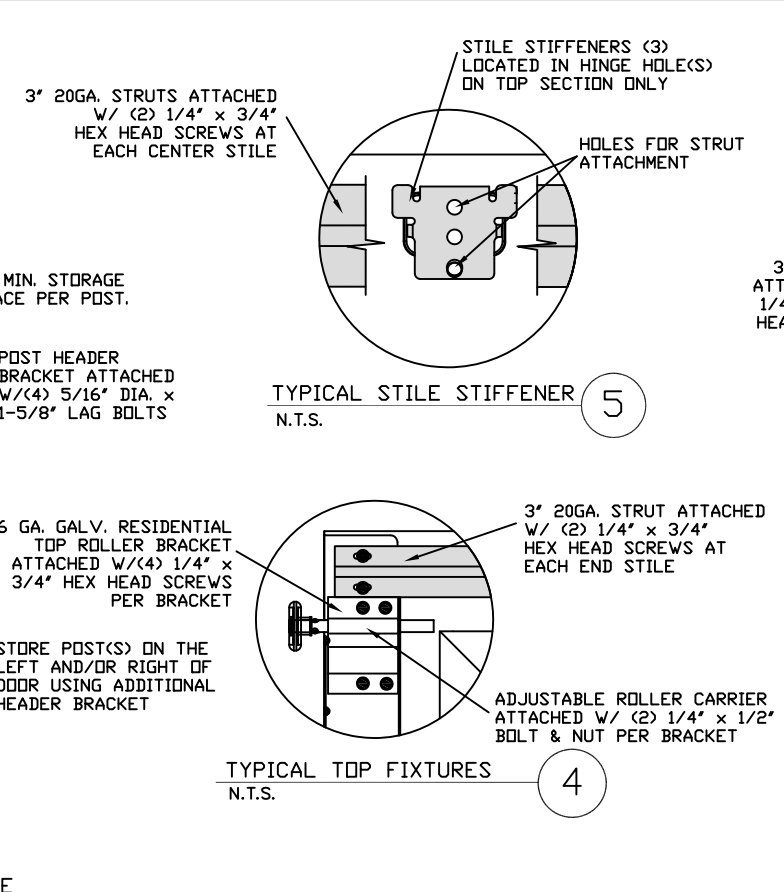 STILE STIFFENERS (3)
LOCATED IN HINGE HOLE(S)
ON TOP SECTION ONLY
3" 20GA. STRUTS ATTACHED
W/ (2) 1/4" x 3/4"
HEX HEAD SCREWS AT
EACH CENTER STILE
HOLES FOR STRUT
ATTACHMENT
MIN. STORAGE
ACE PER POST.
3
ATT
1/4
HEA
POST HEADER
BRACKET ATTACHED
W/(4) 5/16" DIA. x
1-5/8" LAG BOLTS
TYPICAL STILE STIFFENER
N.T.S.
5
6 GA. GALV. RESIDENTIAL
TOP ROLLER BRACKET
ATTACHED W/(4) 1/4" x
3/4" HEX HEAD SCREWS
PER BRACKET
3" 20GA. STRUT ATTACHED
W/ (2) 1/4" x 3/4"
HEX HEAD SCREWS AT
EACH END STILE
STORE POST(S) ON THE
LEFT AND/OR RIGHT OF
DOOR USING ADDITIONAL
HEADER BRACKET
ADJUSTABLE ROLLER CARRIER
ATTACHED W/ (2) 1/4" x 1/2"
BOLT & NUT PER BRACKET
TYPICAL TOP FIXTURES
N.T.S.
4
E